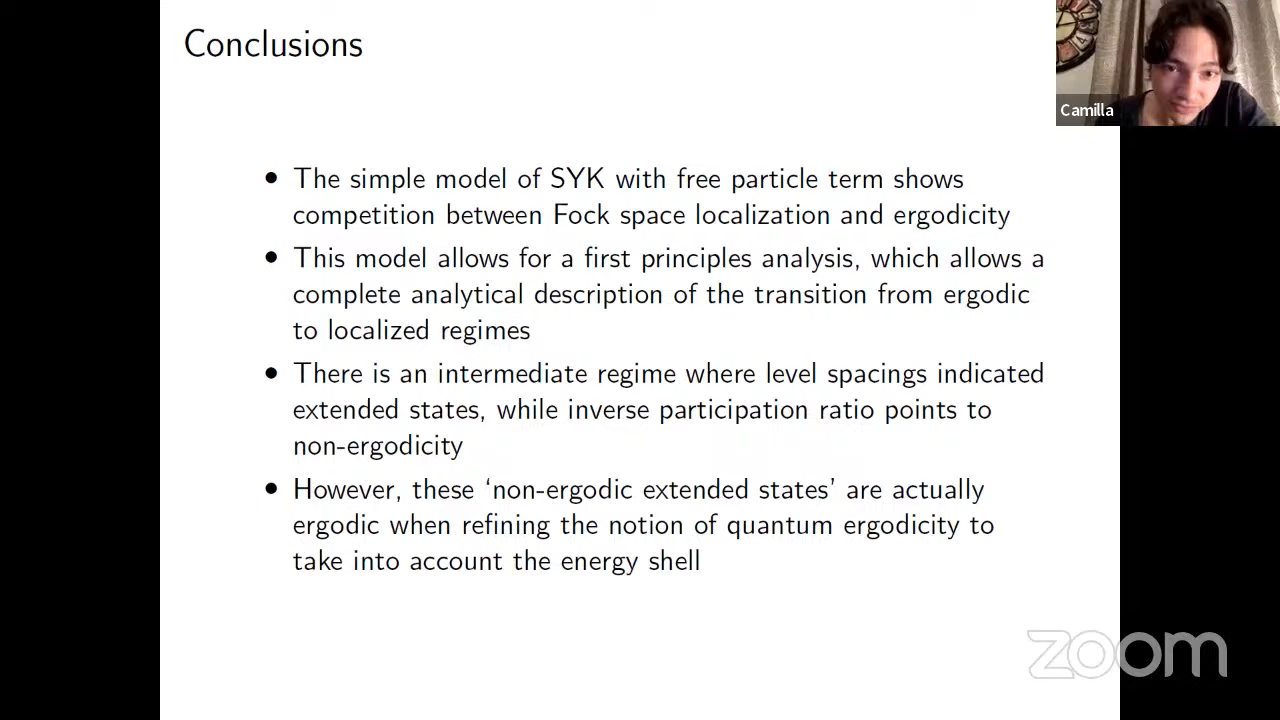 Conclusions
Camilla
• The simple model of SYK with free particle term shows
competition between Fock space localization and ergodicity
• This model allows for a first principles analysis, which allows a
complete analytical description of the transition from ergodic
to localized regimes
• There is an intermediate regime where level spacings indicated
extended states, while inverse participation ratio points to
non-ergodicity
• However, these ‘non-ergodic extended states’ are actually
ergodic when refining the notion of quantum ergodicity to
take into account the energy shell
zoom